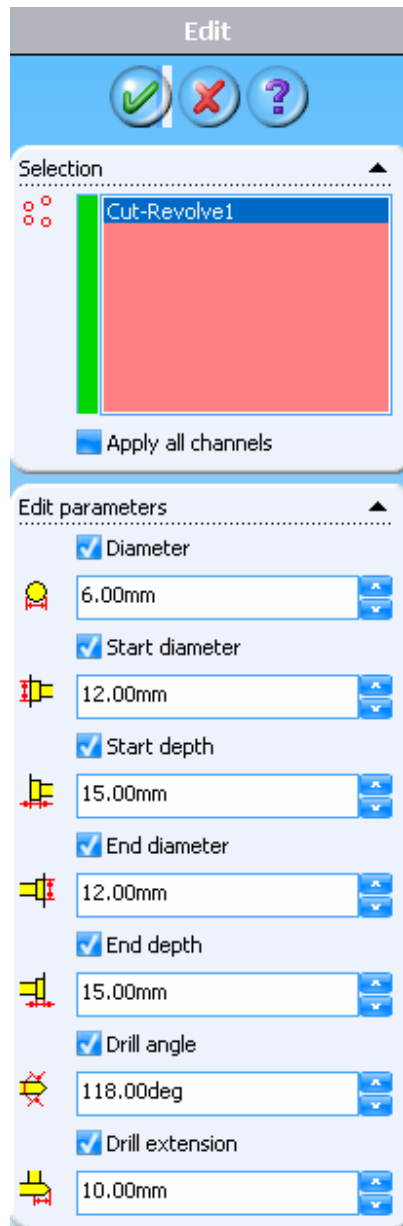 Edit
?
Selection
Cut-Revolve1
Apply all channels
Edit parameters
Diameter
6.00mm
Start diameter
12.00mm
Start depth
15.00mm
End diameter
12.00mm
End depth
15.00mm
Drill angle
118.00deg
Drill extension
10.00mm